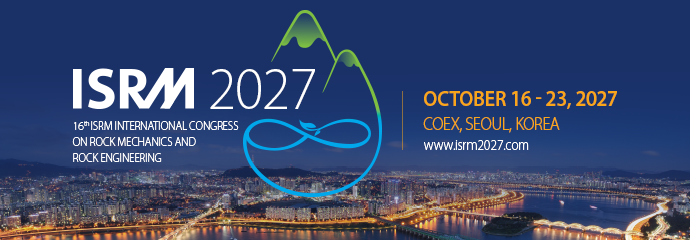 ISRM 2027
16th ISRM INTERNATIONAL CONGRESS
ON ROCK MECHANICS AND
ROCK ENGINEERING
OCTOBER 16 - 23, 2027
COEX, SEOUL, KOREA
www.isrm2027.com